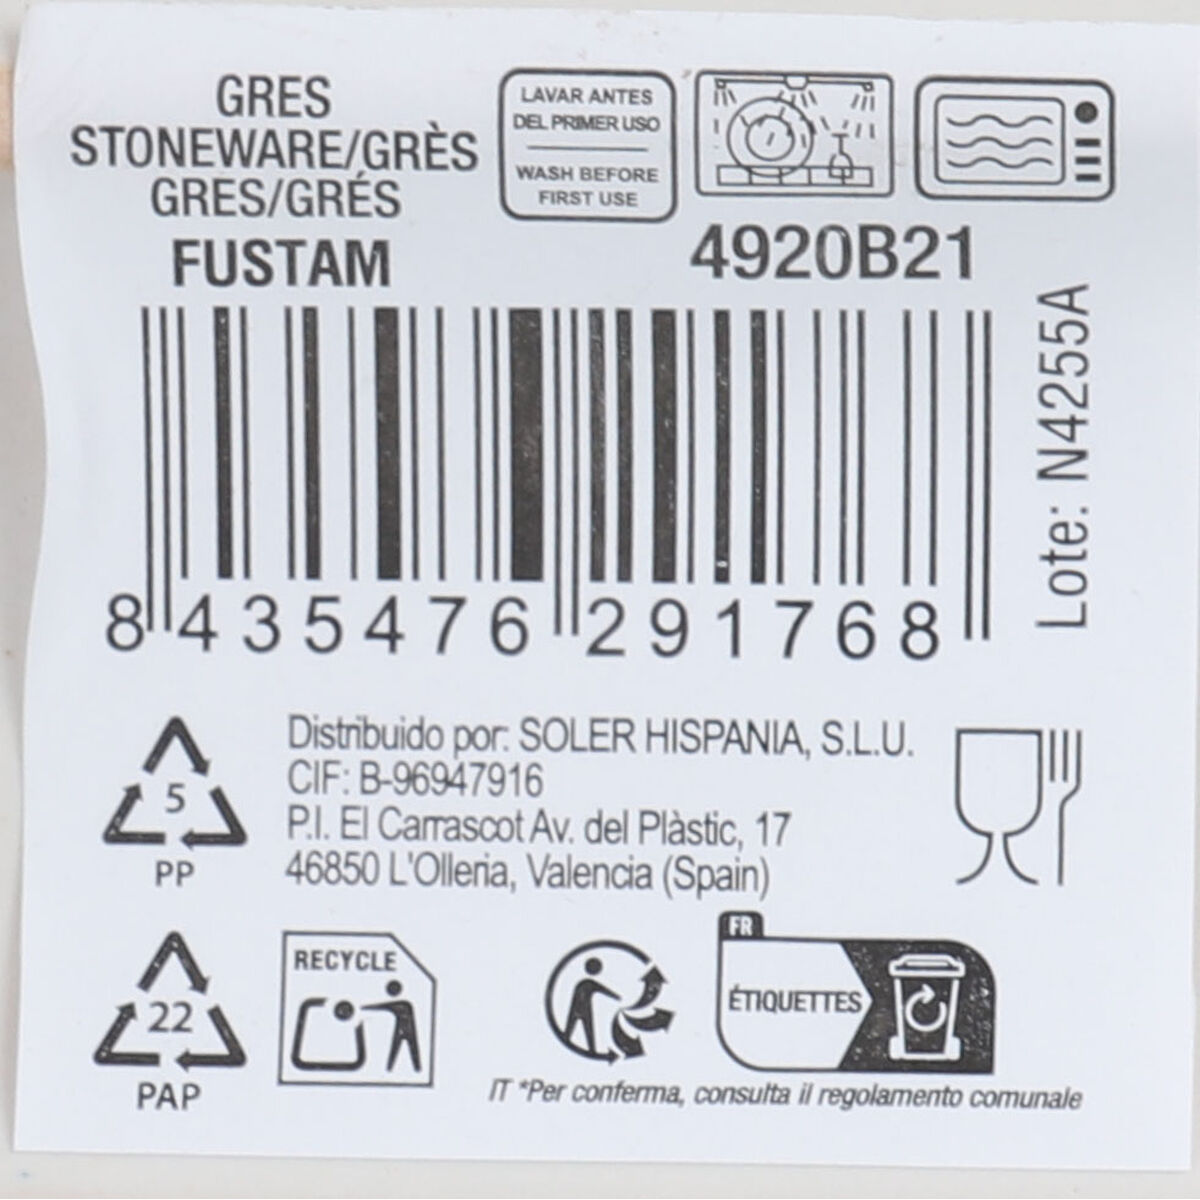 GRES
STONEWARE/GRÈS
GRES/GRÉS
FUSTAM
LAVAR ANTES
DEL PRIMER USO
WASH BEFORE
FIRST USE
4920B21
Lote: N4255A
8 435476 291768
Distribuido por: SOLER HISPANIA, S.L.U.
CIF: B-96947916
P.I. El Carrascot Av. del Plàstic, 17
46850 L'Olleria, Valencia (Spain)
5
PP
22
PAP
RECYCLE
FR
ÉTIQUETTES
IT *Per conferma, consulta il regolamento comunale